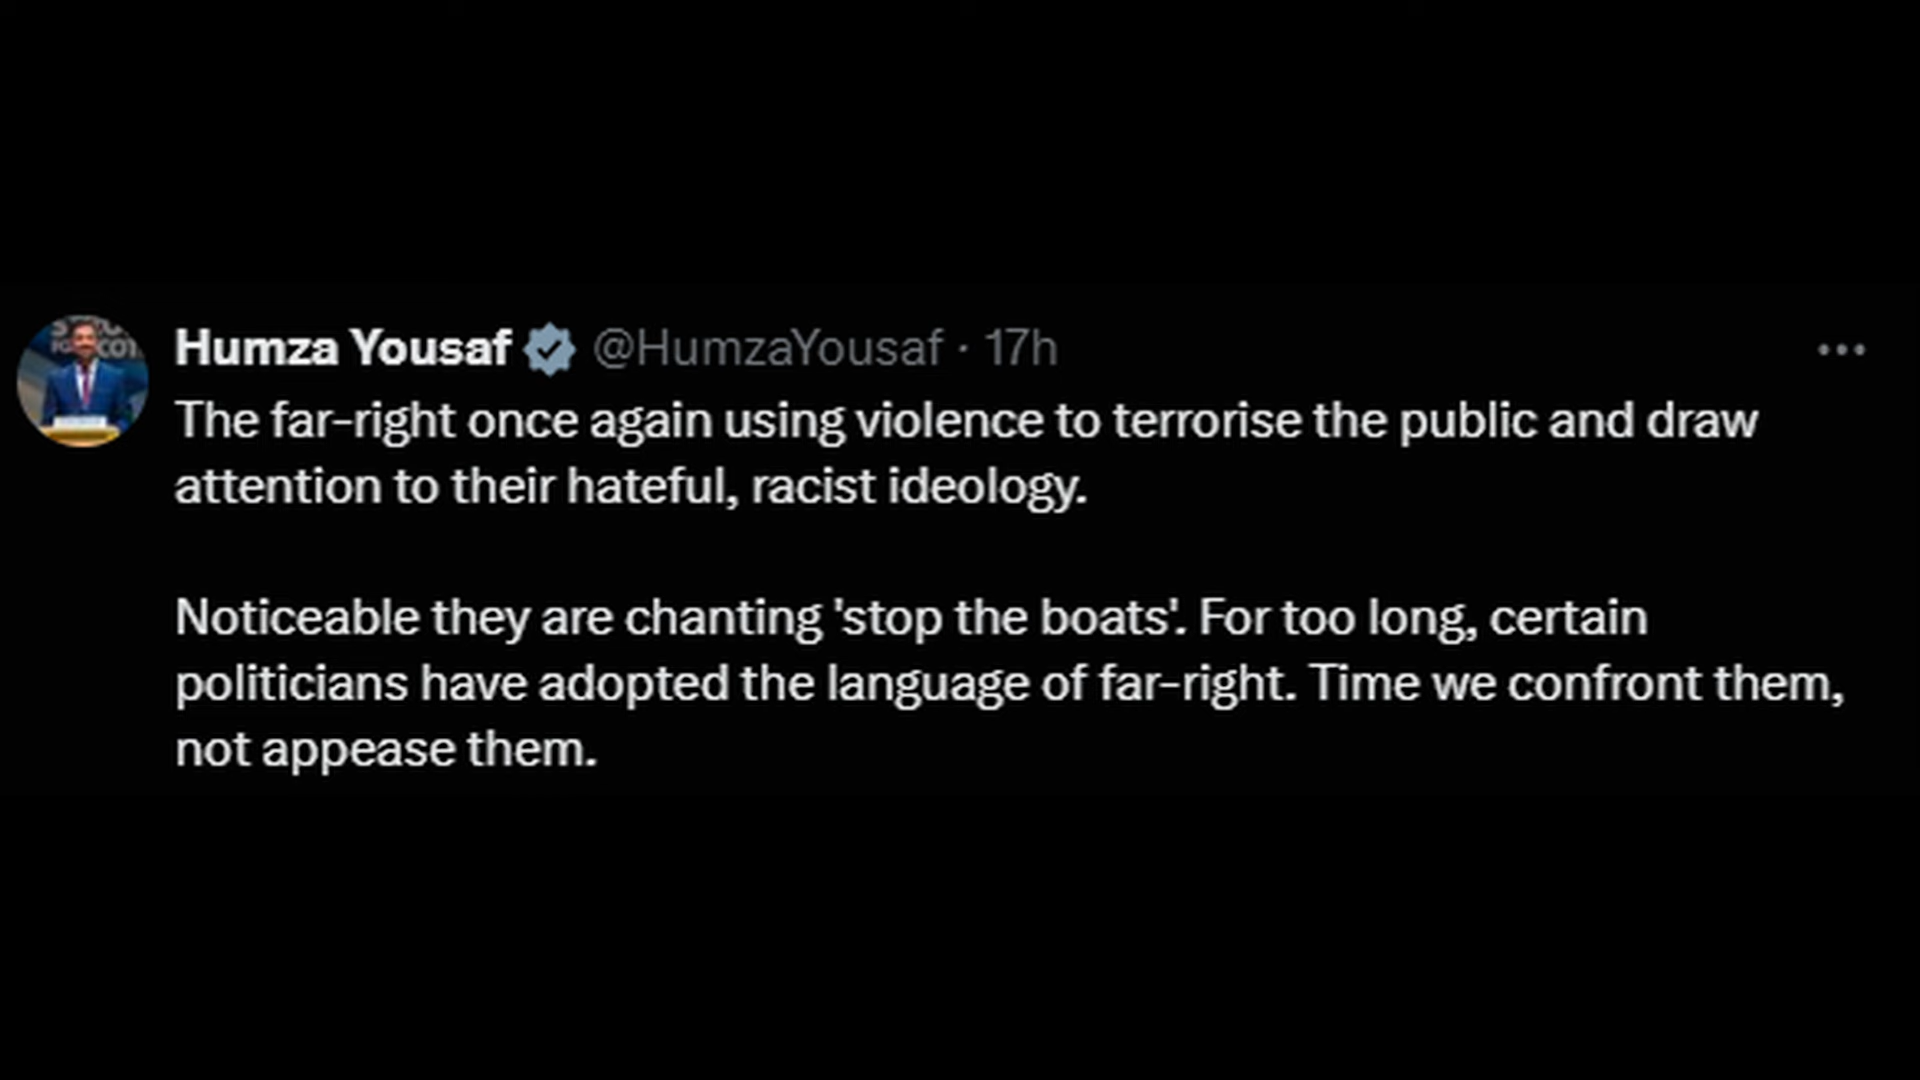 Humza Yousaf @HumzaYousaf · 17h
The far-right once again using violence to terrorise the public and draw
attention to their hateful, racist ideology.
Noticeable they are chanting 'stop the boats'. For too long, certain
politicians have adopted the language of far-right. Time we confront them,
not appease them.